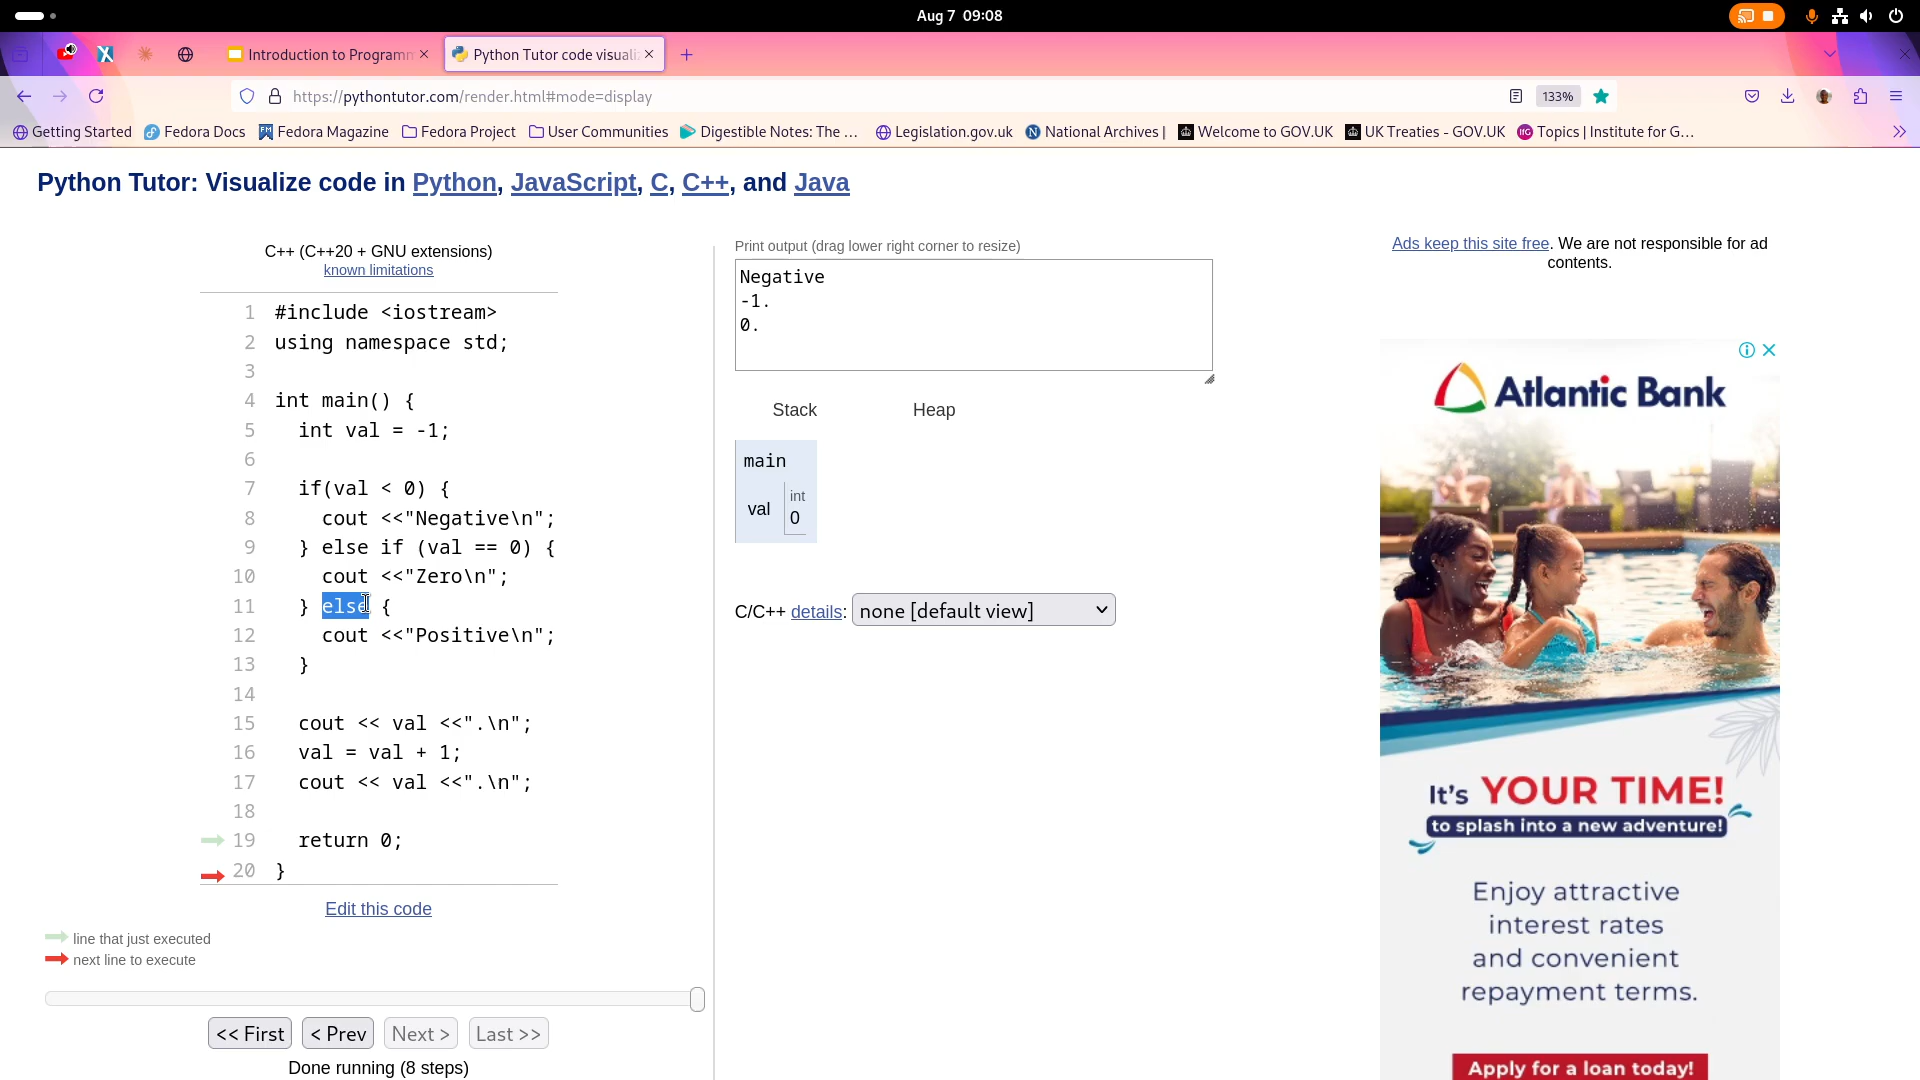 Aug 7 09:08
Introduction to Programm
Python Tutor code visuali
https://pythontutor.com/render.html#mode=display
133%
Getting Started
Fedora Docs
Fedora Magazine
Fedora Project
User Communities
Digestible Notes: The ...
Legislation.gov.uk
National Archives |
Welcome to GOV.UK
UK Treaties - GOV.UK
Topics | Institute for G...
Python Tutor: Visualize code in Python, JavaScript, C, C++, and Java
C++ (C++20 + GNU extensions)
known limitations
1 #include <iostream>
2 using namespace std;
3
4 int main() {
5 int val = -1;
6
7 if(val < 0) {
8 cout <<"Negative\n";
9 } else if (val == 0) {
10 cout <<"Zero\n";
11 } else {
12 cout <<"Positive\n";
13 }
14
15 cout << val <<".\n";
16 val = val + 1;
17 cout << val <<".\n";
18
19 return 0;
20 }
Edit this code
line that just executed
next line to execute
<< First
< Prev
Next >
Last >>
Done running (8 steps)
Print output (drag lower right corner to resize)
Negative
-1.
0.
Stack
Heap
main
val
int
0
C/C++ details: none [default view]
Ads keep this site free. We are not responsible for ad
contents.
Atlantic Bank
It's YOUR TIME!
to splash into a new adventure!
Enjoy attractive
interest rates
and convenient
repayment terms.
Apply for a loan today!